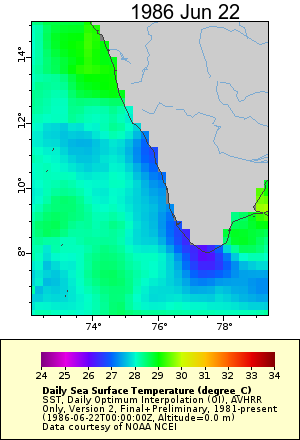 1986 Jun 22
14°
12°
10°
8°
74° 76° 78°
24 25 26 27 28 29 30 31 32 33 34
Daily Sea Surface Temperature (degree_C)
SST, Daily Optimum Interpolation (OI), AVHRR
Only, Version 2, Final+Preliminary, 1981-present
(1986-06-22T00:00:00Z, Altitude=0.0 m)
Data courtesy of NOAA NCEI